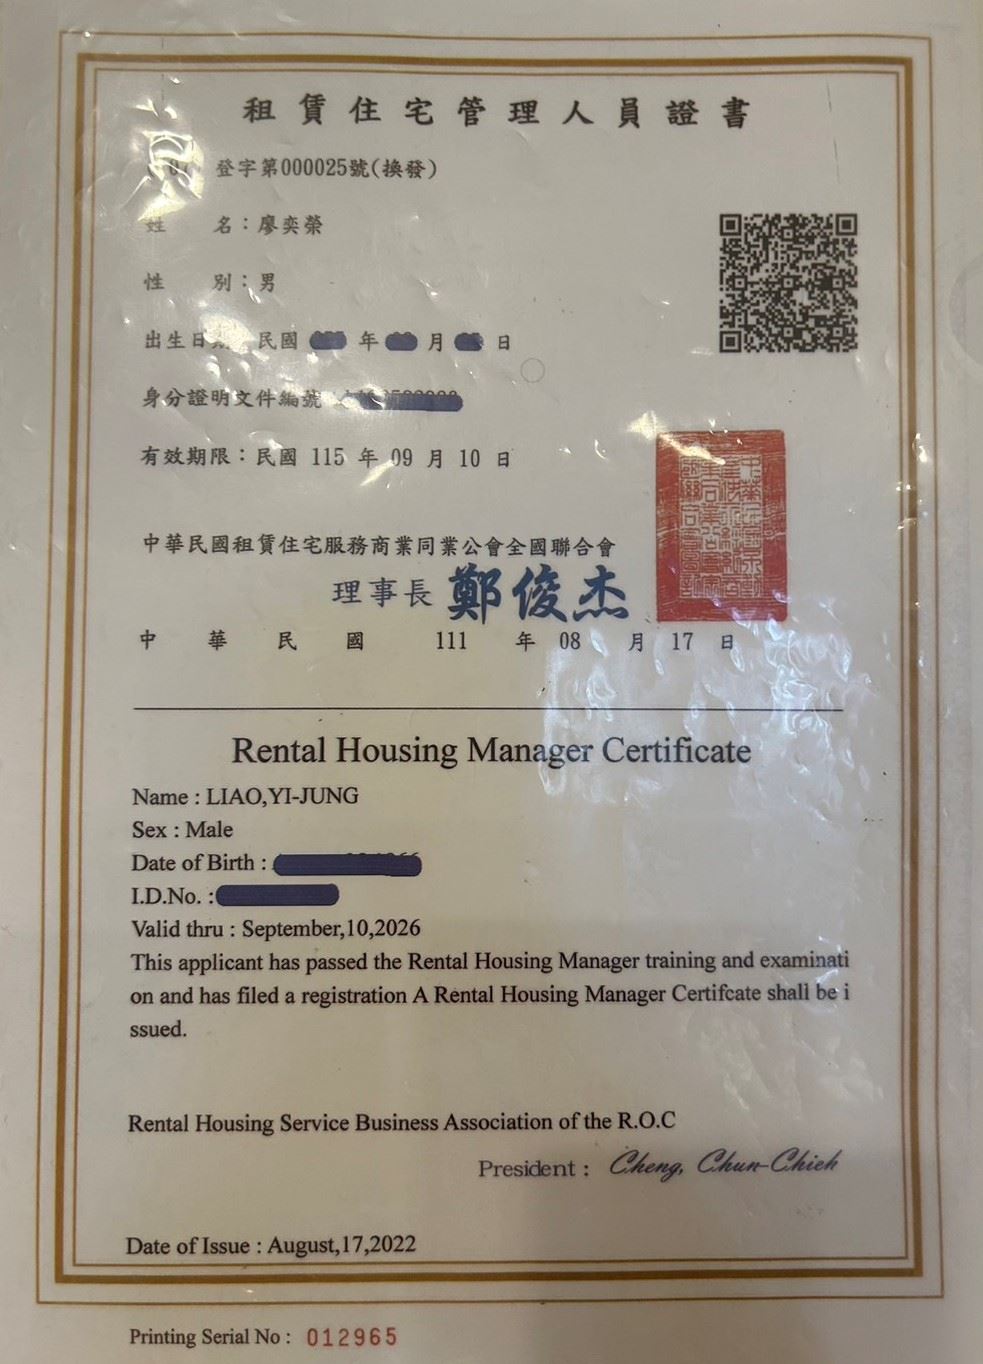 租賃住宅管理人員證書
登字第000025號(換發)
姓 名：廖奕榮
性 別：男
出生日 民國 年 月 日
身分證明文件編號
有效期限：民國 115 年 09 月 10 日
中華民國租賃住宅服務商業同業公會全國聯合會
理事長 鄭俊杰
中 華 民 國 111 年 08 月 17 日
Rental Housing Manager Certificate
Name : LIAO,YI-JUNG
Sex : Male
Date of Birth :
I.D.No. :
Valid thru : September,10,2026
This applicant has passed the Rental Housing Manager training and examinati
on and has filed a registration A Rental Housing Manager Certifcate shall be i
ssued.
Rental Housing Service Business Association of the R.O.C
President : Cheng, Chun-Chieh
Date of Issue : August,17,2022
Printing Serial No : 012965